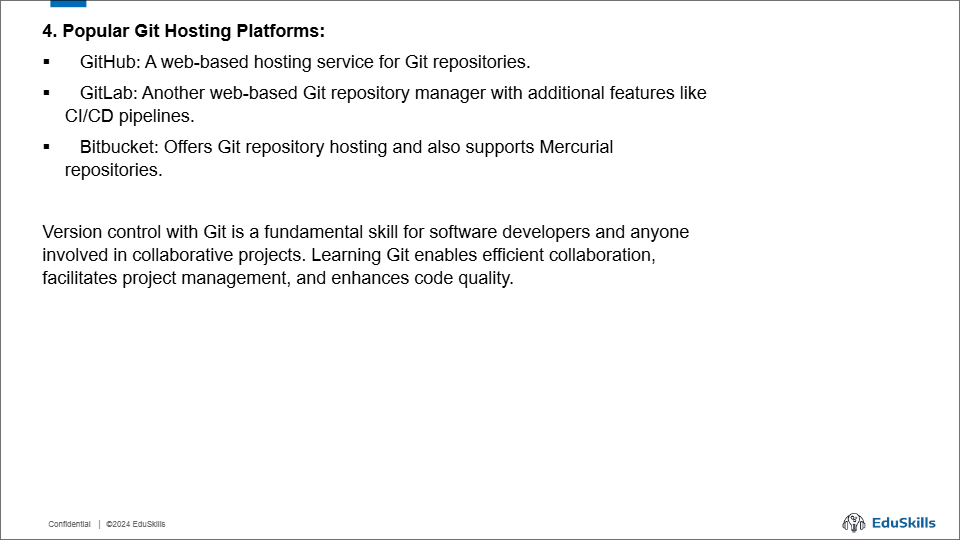 4. Popular Git Hosting Platforms:
▪ GitHub: A web-based hosting service for Git repositories.
▪ GitLab: Another web-based Git repository manager with additional features like
CI/CD pipelines.
▪ Bitbucket: Offers Git repository hosting and also supports Mercurial
repositories.
Version control with Git is a fundamental skill for software developers and anyone
involved in collaborative projects. Learning Git enables efficient collaboration,
facilitates project management, and enhances code quality.
Confidential | ©2024 EduSkills
EduSkills